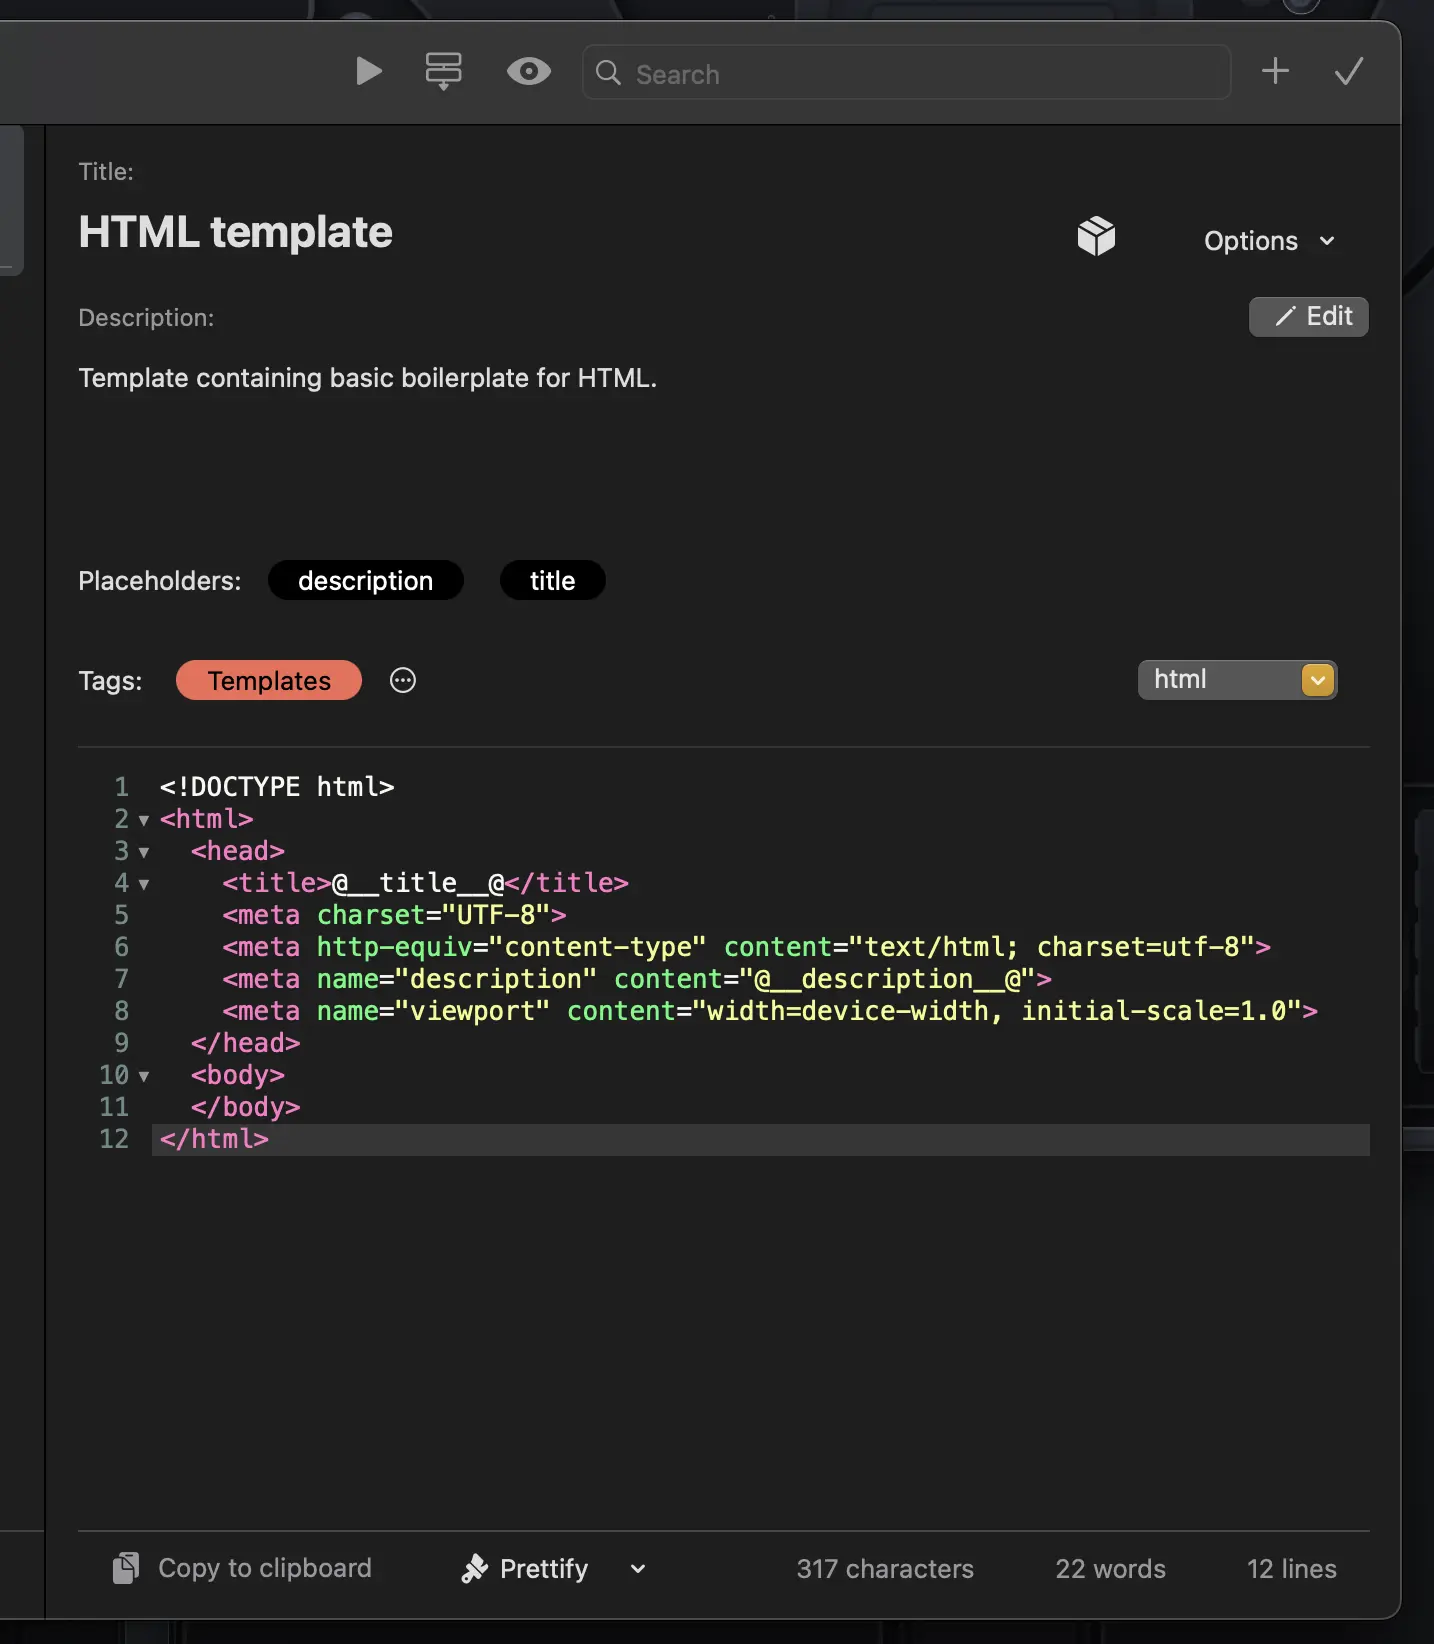 Search
Title:
HTML template
Options
Description:
Edit
Template containing basic boilerplate for HTML.
Placeholders: description title
Tags: Templates html
1 <!DOCTYPE html>
2 <html>
3 <head>
4 <title>@__title__@</title>
5 <meta charset="UTF-8">
6 <meta http-equiv="content-type" content="text/html; charset=utf-8">
7 <meta name="description" content="@__description__@">
8 <meta name="viewport" content="width=device-width, initial-scale=1.0">
9 </head>
10 <body>
11 </body>
12 </html>
Copy to clipboard Prettify 317 characters 22 words 12 lines